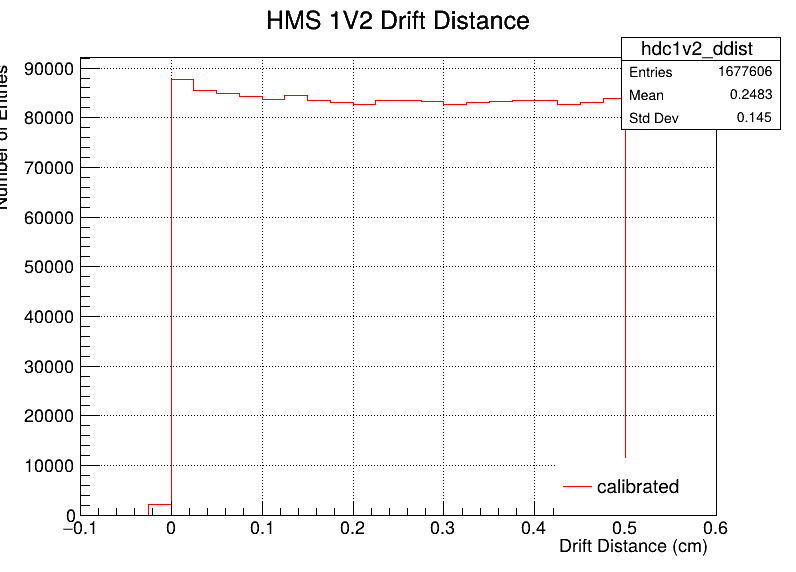 HMS 1V2 Drift Distance
hdc1v2_ddist
Entries 1677606
Mean 0.2483
Std Dev 0.145
Number of Entries
90000
80000
70000
60000
50000
40000
30000
20000
10000
0
−0.1 0 0.1 0.2 0.3 0.4 0.5 0.6
calibrated
Drift Distance (cm)